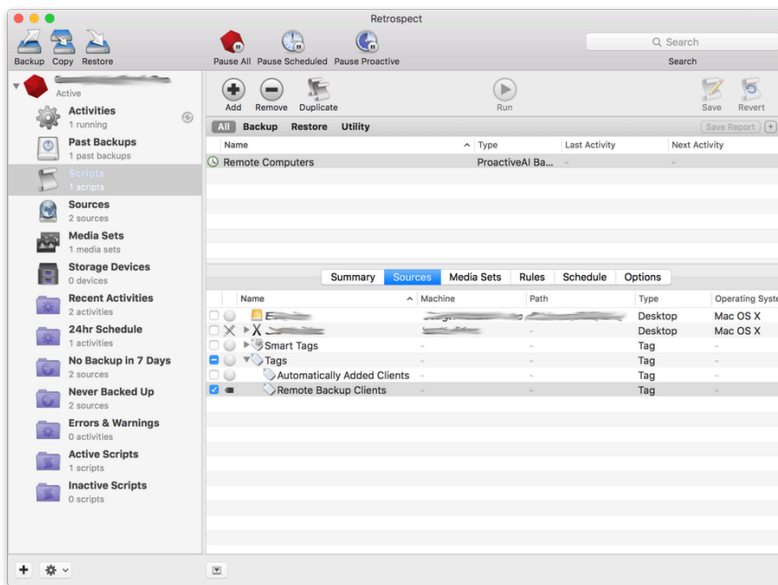 Retrospect
Backup Copy Restore
Pause All Pause Scheduled Pause Proactive
Search
Search
Active
Activities
1 running
Past Backups
1 past backups
Scripts
1 scripts
Sources
2 sources
Media Sets
1 media sets
Storage Devices
0 devices
Recent Activities
2 activities
24hr Schedule
1 activities
No Backup in 7 Days
2 sources
Never Backed Up
2 sources
Errors & Warnings
0 activities
Active Scripts
1 scripts
Inactive Scripts
0 scripts
Add Remove Duplicate Run Save Revert
All Backup Restore Utility Save Report
Name Type Last Activity Next Activity
Remote Computers ProactiveAI Ba... - -
Summary Sources Media Sets Rules Schedule Options
Name Machine Path Type Operating Syste
Desktop Mac OS X
Desktop Mac OS X
Smart Tags - - Tag -
Tags - - Tag -
Automatically Added Clients - - Tag -
Remote Backup Clients - - Tag -